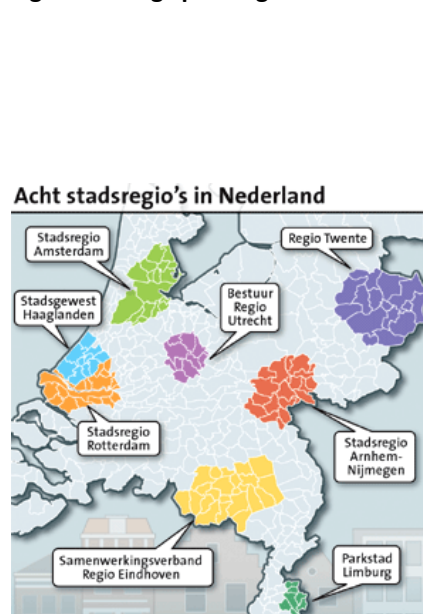 Acht stadsregio's in Nederland
Stadsregio
Amsterdam
Regio Twente
Stadsgewest
Haaglanden
Bestuur
Regio
Utrecht
Stadsregio
Rotterdam
Stadsregio
Arnhem-
Nijmegen
Samenwerkingsverband
Regio Eindhoven
Parkstad
Limburg